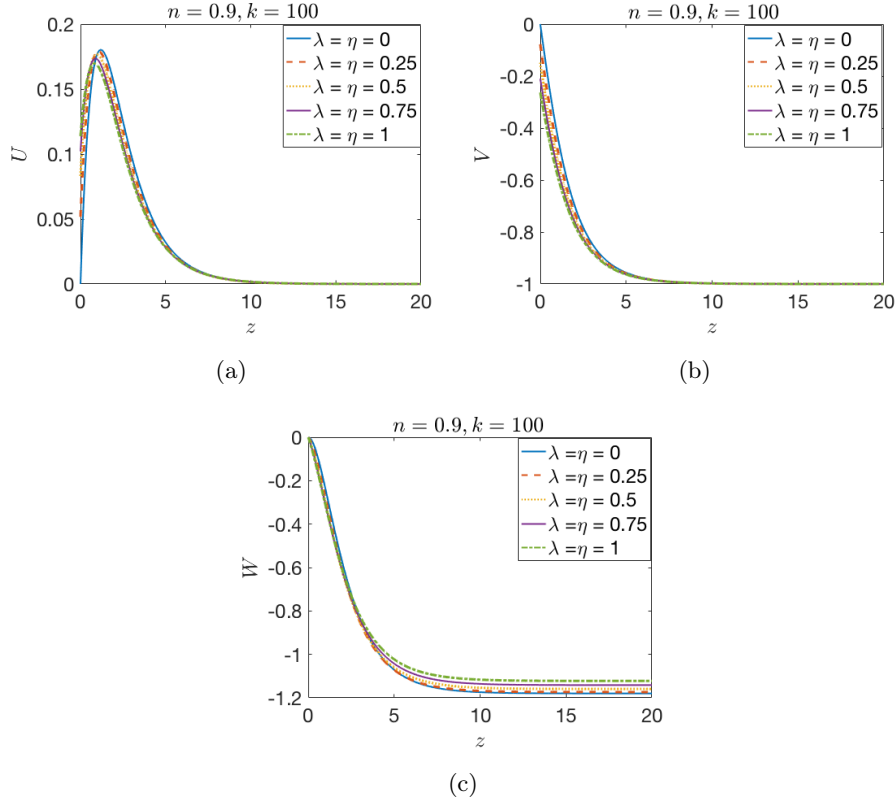 n = 0.9, k = 100
0.2
0.15
0.1
0.05
0
U
0 5 10 15 20
z
λ = η = 0
λ = η = 0.25
λ = η = 0.5
λ = η = 0.75
λ = η = 1
(a)
n = 0.9, k = 100
0
-0.2
-0.4
-0.6
-0.8
-1
V
0 5 10 15 20
z
λ = η = 0
λ = η = 0.25
λ = η = 0.5
λ = η = 0.75
λ = η = 1
(b)
n = 0.9, k = 100
0
-0.2
-0.4
-0.6
-0.8
-1
-1.2
W
0 5 10 15 20
z
λ =η = 0
λ =η = 0.25
λ =η = 0.5
λ =η = 0.75
λ =η = 1
(c)